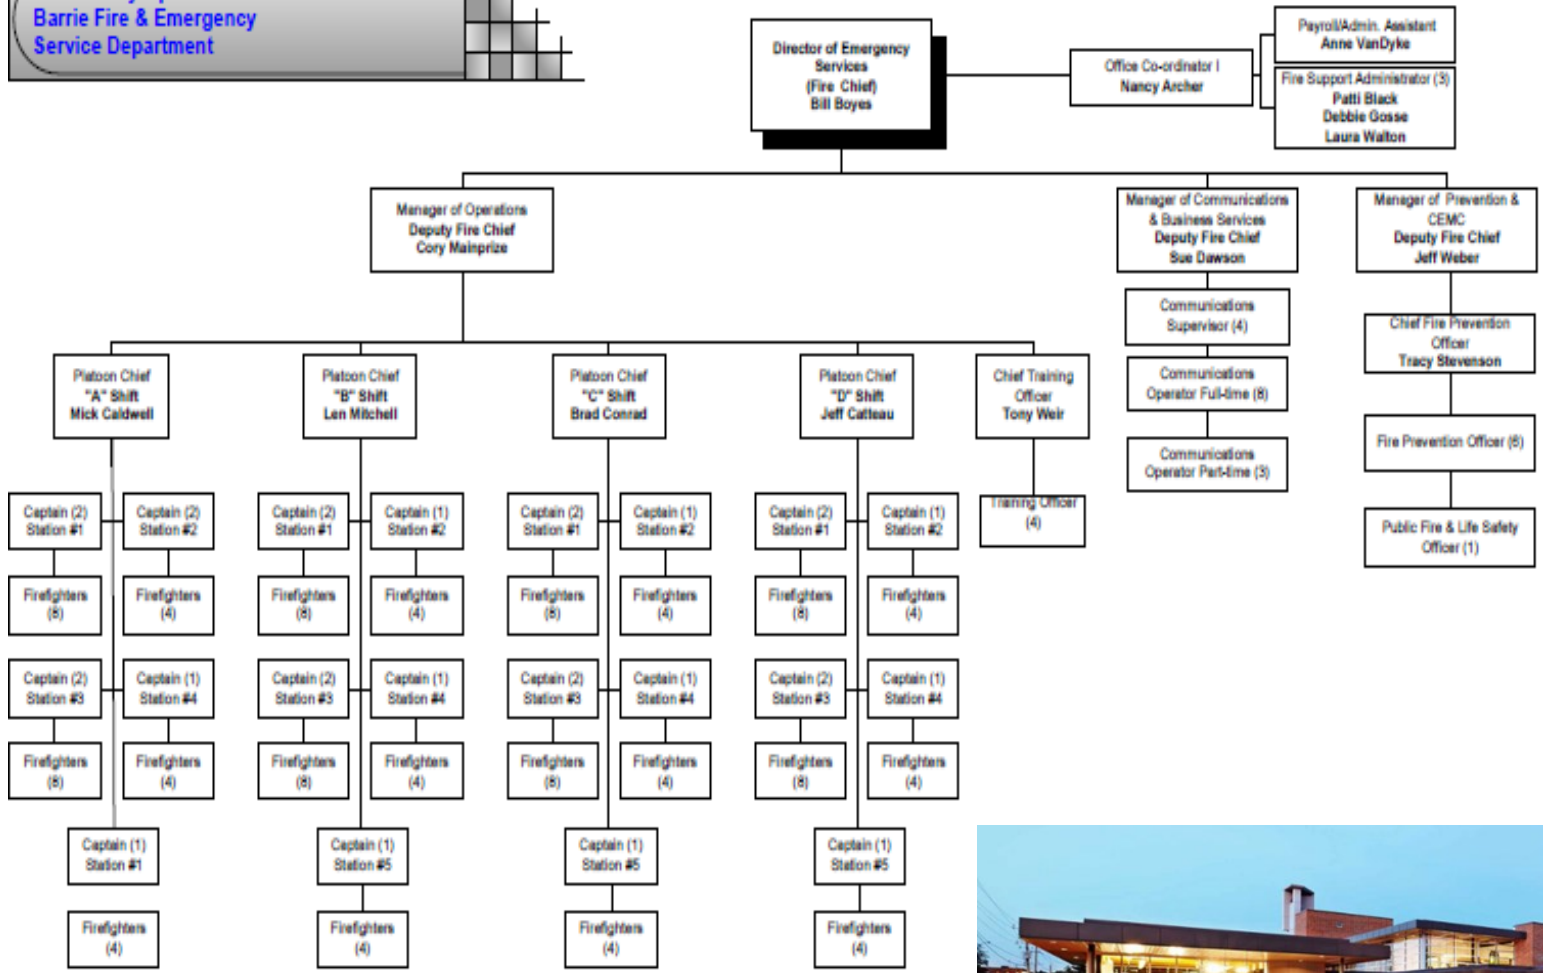 Barrie Fire & Emergency
Service Department
Director of Emergency
Services
(Fire Chief)
Bill Boyes
Office Co-ordinator I
Nancy Archer
Payroll/Admin. Assistant
Anne VanDyke
Fire Support Administrator (3)
Patti Black
Debbie Gosse
Laura Walton
Manager of Operations
Deputy Fire Chief
Cory Mainprize
Manager of Communications
& Business Services
Deputy Fire Chief
Sue Dawson
Manager of Prevention &
CEMC
Deputy Fire Chief
Jeff Weber
Communications
Supervisor (4)
Communications
Operator Full-time (8)
Communications
Operator Part-time (3)
Chief Fire Prevention
Officer
Tracy Stevenson
Fire Prevention Officer (6)
Public Fire & Life Safety
Officer (1)
Platoon Chief
"A" Shift
Mick Caldwell
Platoon Chief
"B" Shift
Len Mitchell
Platoon Chief
"C" Shift
Brad Conrad
Platoon Chief
"D" Shift
Jeff Catteau
Chief Training
Officer
Tony Weir
Training Officer
(4)
Captain (2)
Station #1
Captain (2)
Station #2
Firefighters
(8)
Firefighters
(4)
Captain (2)
Station #3
Captain (1)
Station #4
Firefighters
(8)
Firefighters
(4)
Captain (1)
Station #1
Firefighters
(4)
Captain (2)
Station #1
Captain (1)
Station #2
Firefighters
(8)
Firefighters
(4)
Captain (2)
Station #3
Captain (1)
Station #4
Firefighters
(8)
Firefighters
(4)
Captain (1)
Station #5
Firefighters
(4)
Captain (2)
Station #1
Captain (1)
Station #2
Firefighters
(8)
Firefighters
(4)
Captain (2)
Station #3
Captain (1)
Station #4
Firefighters
(8)
Firefighters
(4)
Captain (1)
Station #5
Firefighters
(4)
Captain (2)
Station #1
Captain (1)
Station #2
Firefighters
(8)
Firefighters
(4)
Captain (2)
Station #3
Captain (1)
Station #4
Firefighters
(8)
Firefighters
(4)
Captain (1)
Station #5
Firefighters
(4)